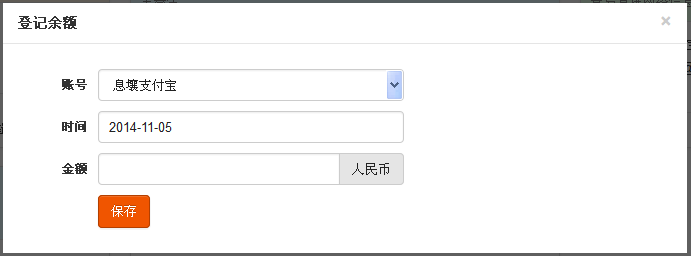 登记余额 ×
账号 息壤支付宝
时间 2014-11-05
金额 人民币
保存